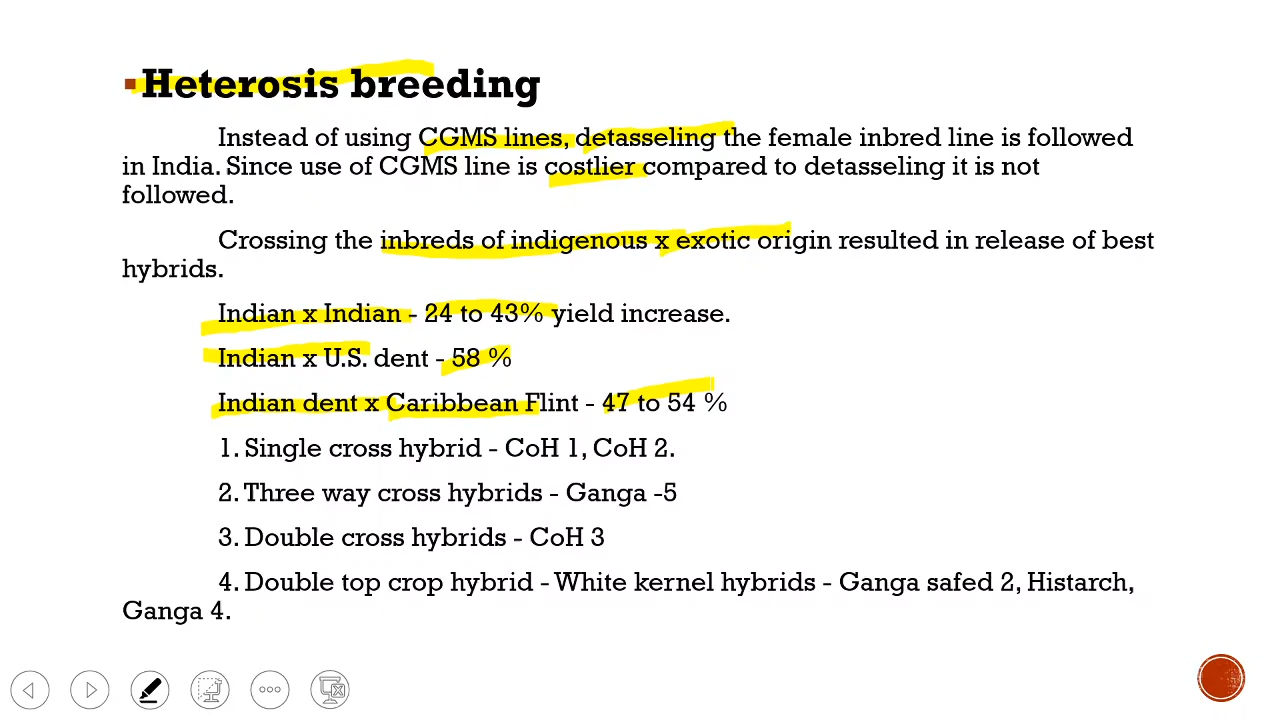 Heterosis breeding
Instead of using CGMS lines, detasseling the female inbred line is followed
in India. Since use of CGMS line is costlier compared to detasseling it is not
followed.
Crossing the inbreds of indigenous x exotic origin resulted in release of best
hybrids.
Indian x Indian - 24 to 43% yield increase.
Indian x U.S. dent - 58 %
Indian dent x Caribbean Flint - 47 to 54 %
1. Single cross hybrid - CoH 1, CoH 2.
2. Three way cross hybrids - Ganga -5
3. Double cross hybrids - CoH 3
4. Double top crop hybrid - White kernel hybrids - Ganga safed 2, Histarch,
Ganga 4.